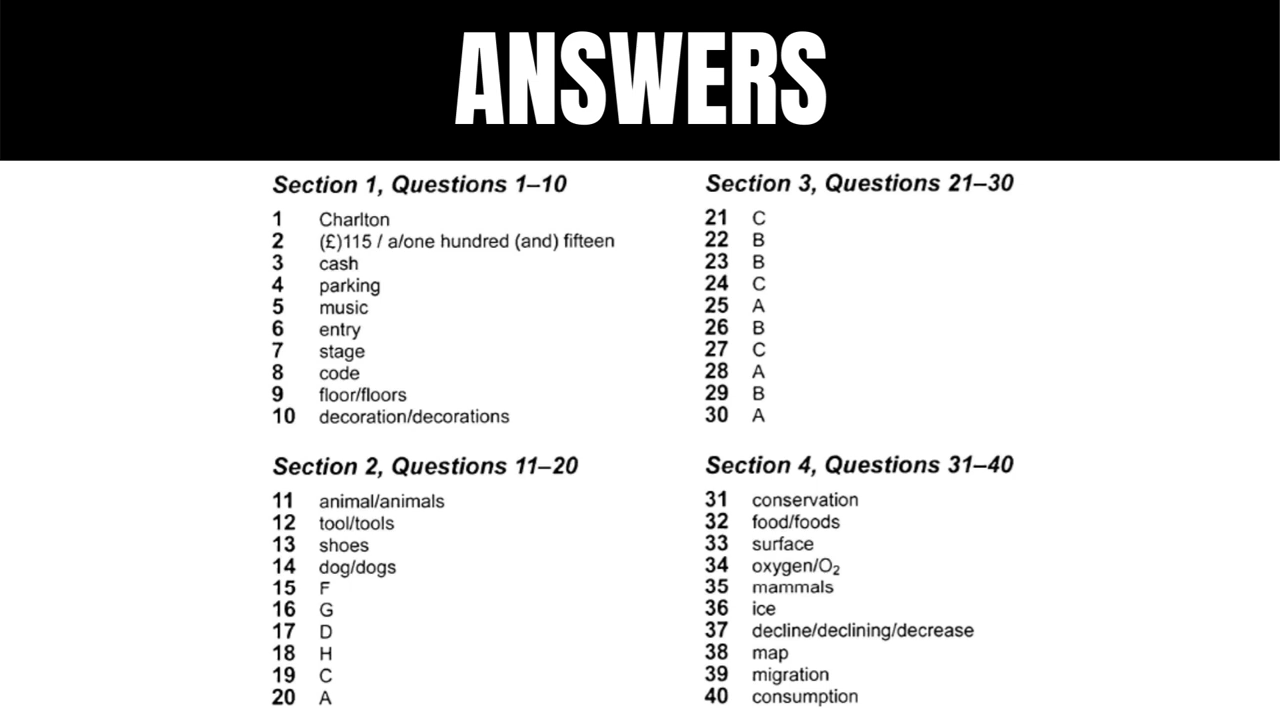 ANSWERS
Section 1, Questions 1–10
1 Charlton
2 (£)115 / a/one hundred (and) fifteen
3 cash
4 parking
5 music
6 entry
7 stage
8 code
9 floor/floors
10 decoration/decorations
Section 2, Questions 11–20
11 animal/animals
12 tool/tools
13 shoes
14 dog/dogs
15 F
16 G
17 D
18 H
19 C
20 A
Section 3, Questions 21–30
21 C
22 B
23 B
24 C
25 A
26 B
27 C
28 A
29 B
30 A
Section 4, Questions 31–40
31 conservation
32 food/foods
33 surface
34 oxygen/O₂
35 mammals
36 ice
37 decline/declining/decrease
38 map
39 migration
40 consumption